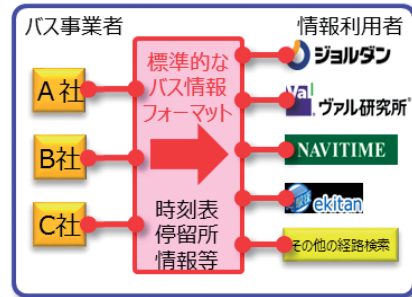 バス事業者
情報利用者
A社
B社
C社
標準的な
バス情報
フォーマット
時刻表
停留所
情報等
ジョルダン
Val
ヴァル研究所
NAVITIME
ekitan
その他の経路検索